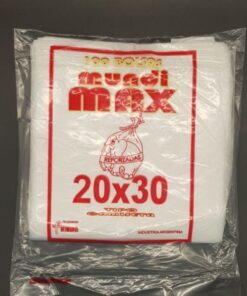 100 BOLSAS
mundi
max
REFORZADAS
20x30
TIPO
CAMISETA
INDUSTRIA ARGENTINA